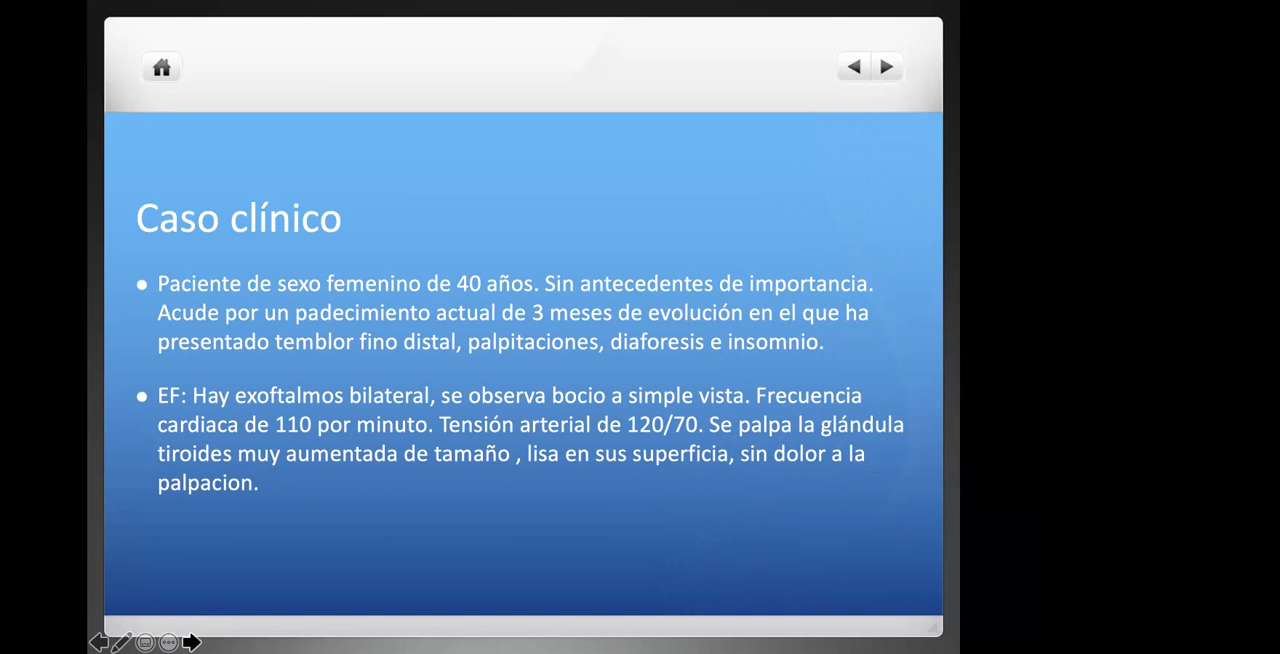 Caso clínico
● Paciente de sexo femenino de 40 años. Sin antecedentes de importancia.
Acude por un padecimiento actual de 3 meses de evolución en el que ha
presentado temblor fino distal, palpitaciones, diaforesis e insomnio.
● EF: Hay exoftalmos bilateral, se observa bocio a simple vista. Frecuencia
cardiaca de 110 por minuto. Tensión arterial de 120/70. Se palpa la glándula
tiroides muy aumentada de tamaño , lisa en sus superficia, sin dolor a la
palpacion.